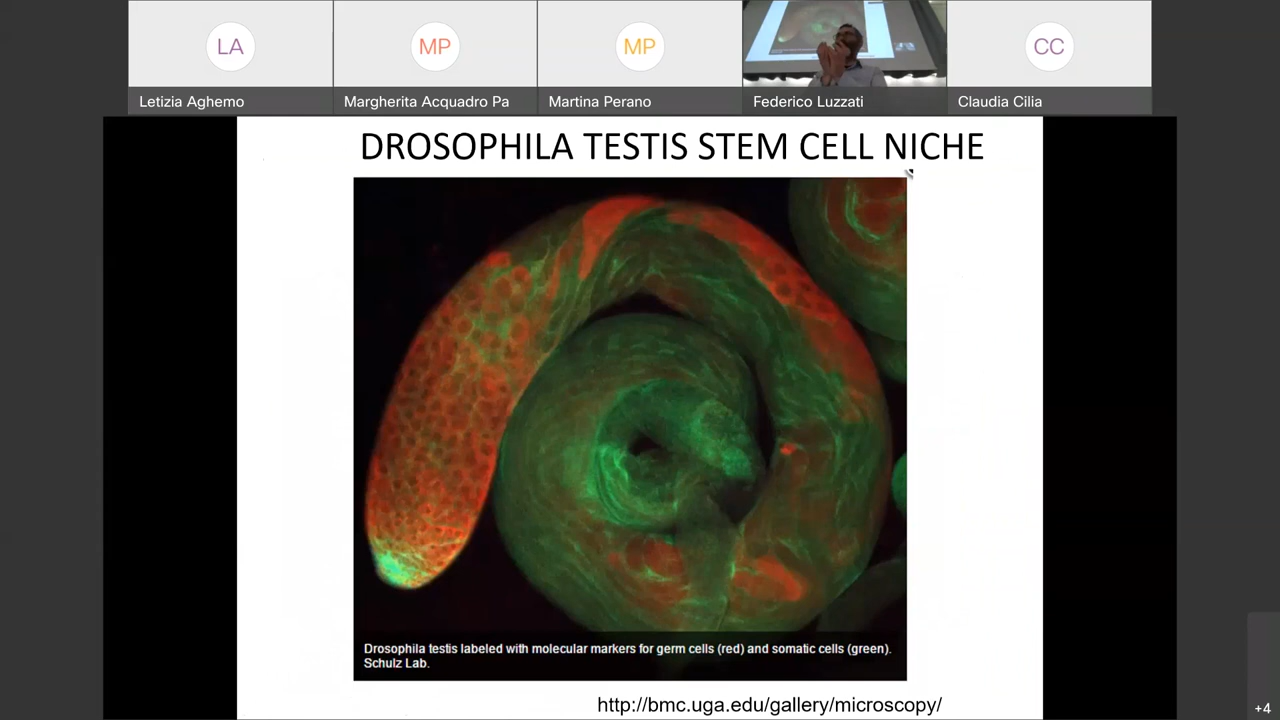 LA
MP
MP
CC
Letizia Aghemo
Margherita Acquadro Pa
Martina Perano
Federico Luzzati
Claudia Cilia
DROSOPHILA TESTIS STEM CELL NICHE
Drosophila testis labeled with molecular markers for germ cells (red) and somatic cells (green).
Schulz Lab.
http://bmc.uga.edu/gallery/microscopy/
+4